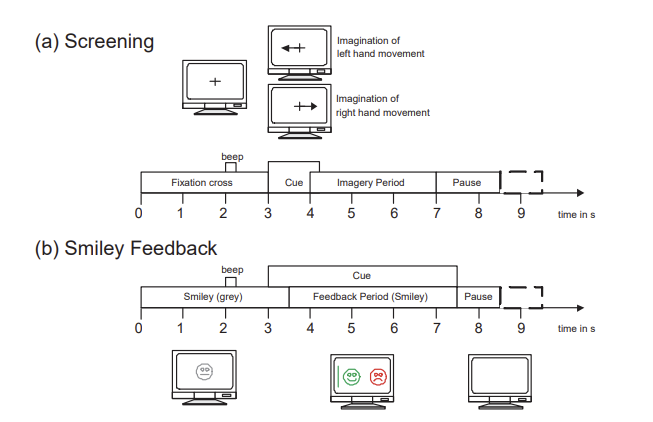 (a) Screening
Imagination of
left hand movement
Imagination of
right hand movement
beep
Fixation cross
Cue
Imagery Period
Pause
0 1 2 3 4 5 6 7 8 9
time in s
(b) Smiley Feedback
beep
Cue
Smiley (grey)
Feedback Period (Smiley)
Pause
0 1 2 3 4 5 6 7 8 9
time in s